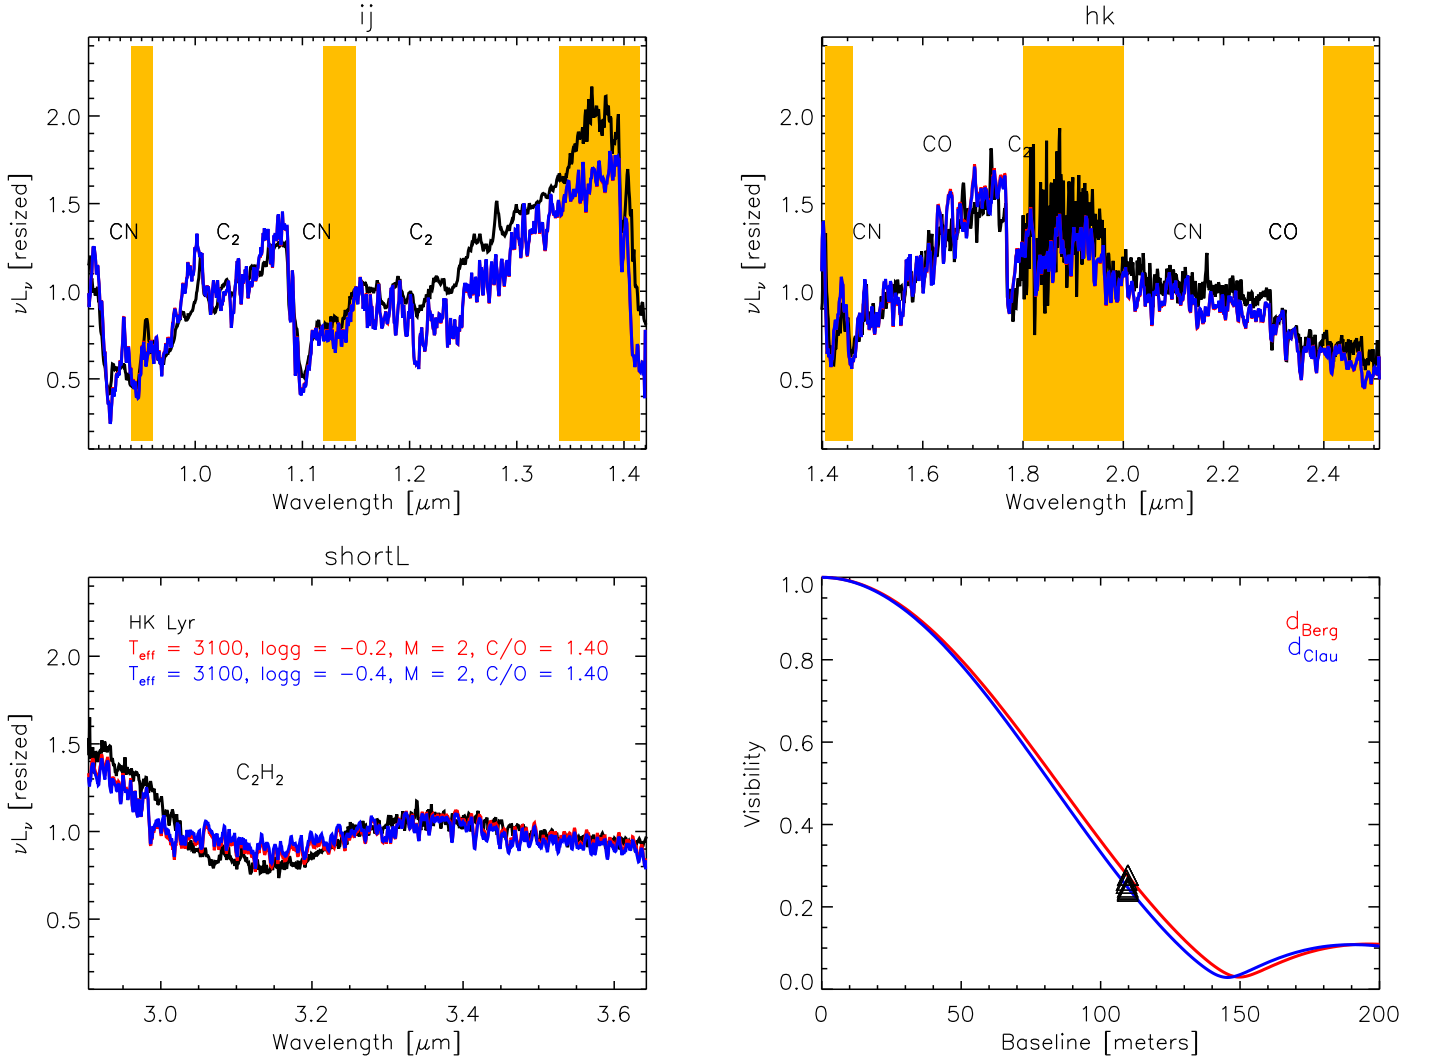 ij
2.0
1.5
1.0
0.5
νLν [resized]
CN
C2
CN
C2
1.0
1.1
1.2
1.3
1.4
Wavelength [μm]
hk
2.0
1.5
1.0
0.5
νLν [resized]
CN
CO
C2
CN
CO
1.4
1.6
1.8
2.0
2.2
2.4
Wavelength [μm]
shortL
2.0
1.5
1.0
0.5
νLν [resized]
HK Lyr
Teff = 3100, logg = −0.2, M = 2, C/O = 1.40
Teff = 3100, logg = −0.4, M = 2, C/O = 1.40
C2H2
3.0
3.2
3.4
3.6
Wavelength [μm]
1.0
0.8
0.6
0.4
0.2
0.0
Visibility
dBerg
dClau
0
50
100
150
200
Baseline [meters]